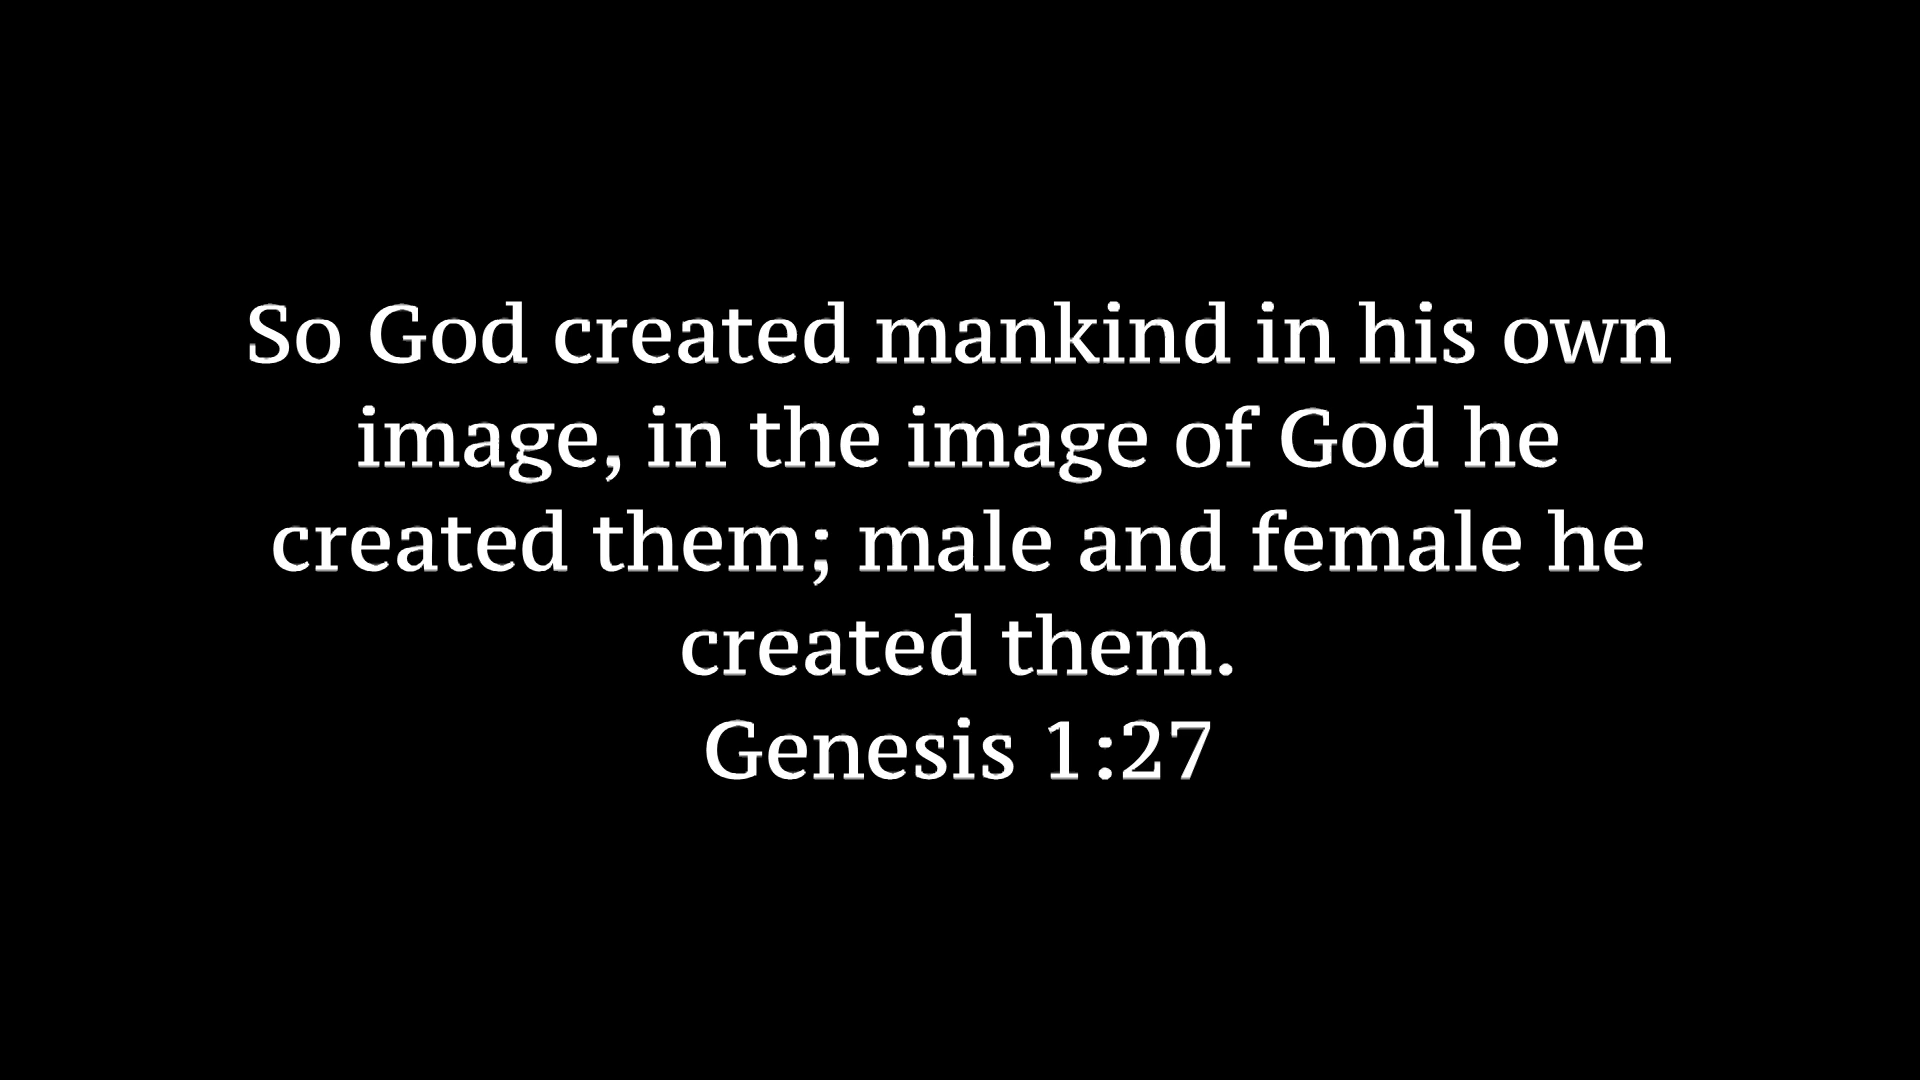 So God created mankind in his own
image, in the image of God he
created them; male and female he
created them.
Genesis 1:27